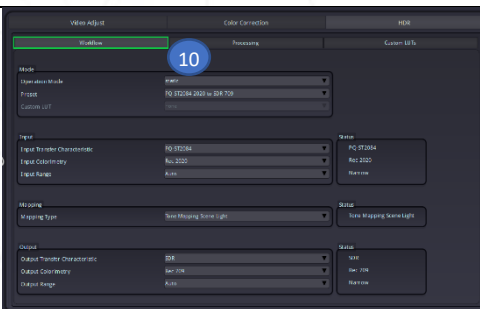 Video Adjust Color Correction HDR
Workflow Processing Custom LUTs
10
Mode
Operation Mode
Preset PQ ST2084 2020 to SDR 709
Custom LUT
Input Status
Input Transfer Characteristic PQ ST2084 PQ ST2084
Input Colorimetry Rec 2020 Rec 2020
Input Range Auto Narrow
Mapping Status
Mapping Type Tone Mapping Scene Light Tone Mapping Scene Light
Output Status
Output Transfer Characteristic SDR SDR
Output Colorimetry Rec 709 Rec 709
Output Range Auto Narrow